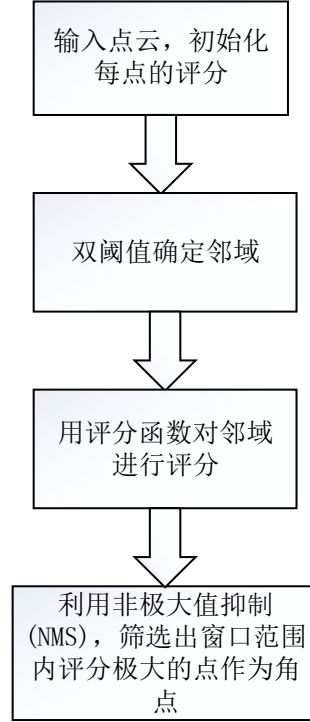 输入点云，初始化
每点的评分
双阈值确定邻域
用评分函数对邻域
进行评分
利用非极大值抑制
(NMS)，筛选出窗口范围
内评分极大的点作为角
点